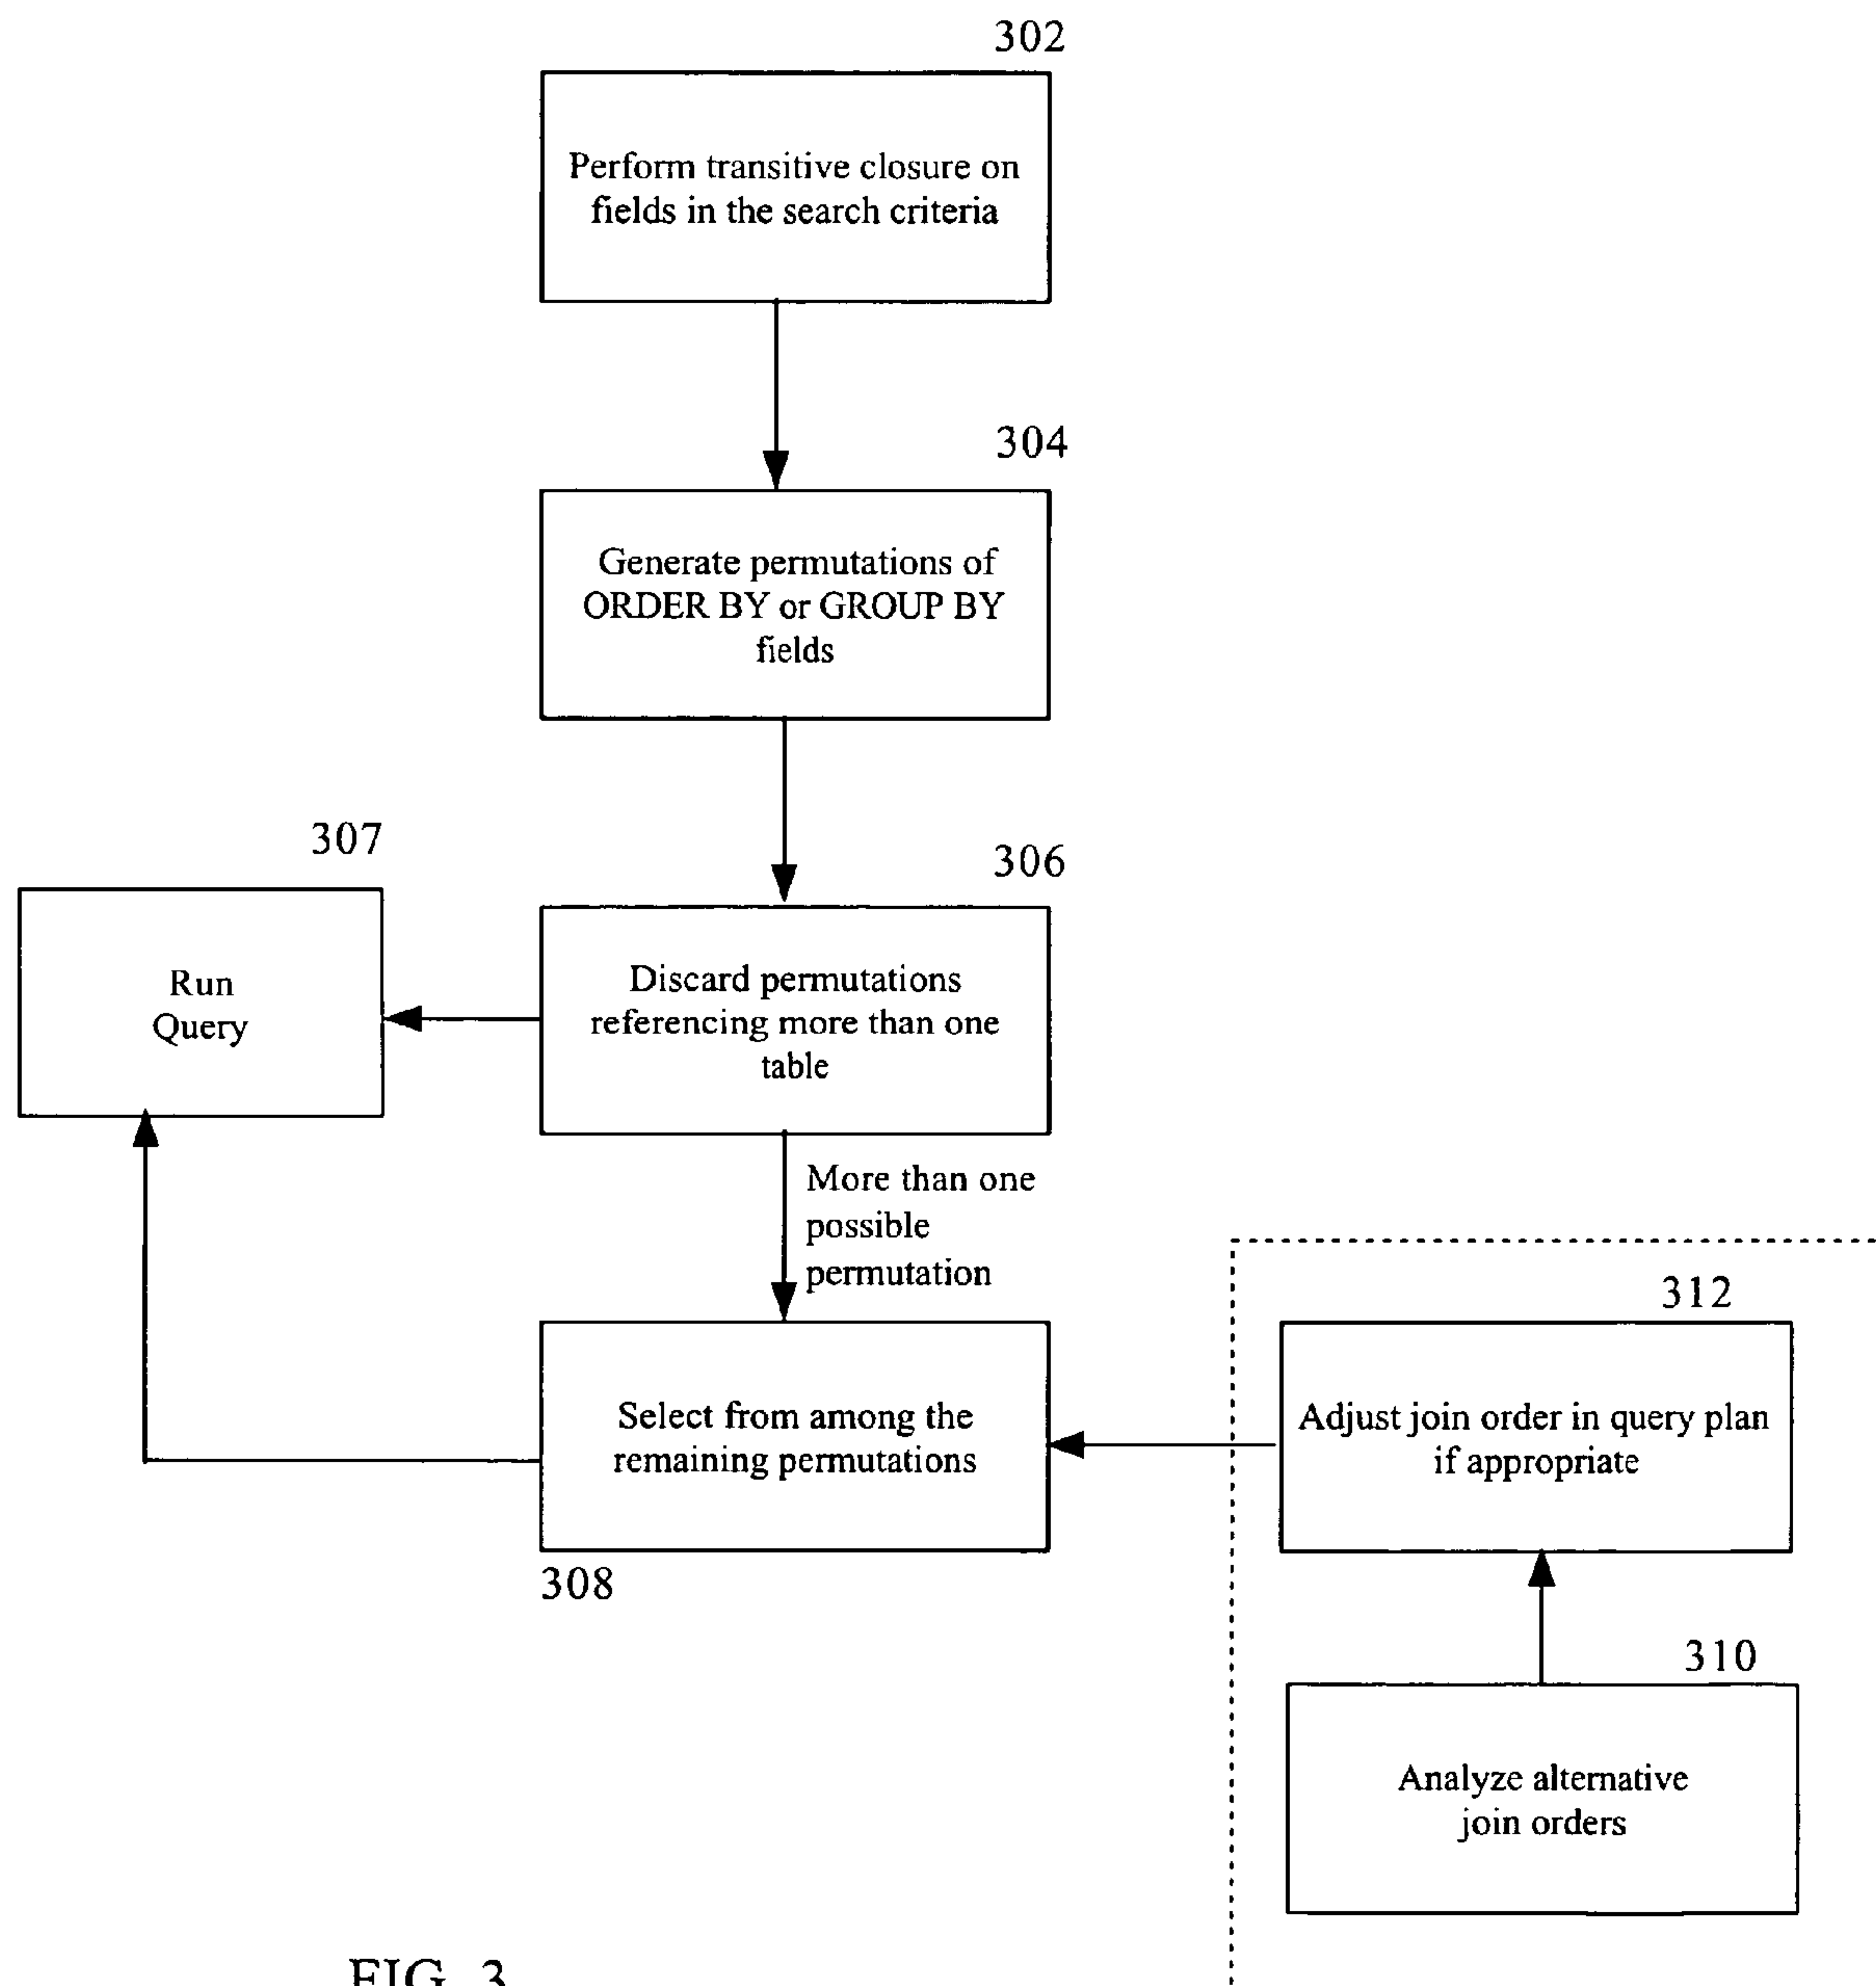 302
Perform transitive closure on
fields in the search criteria
304
Generate permutations of
ORDER BY or GROUP BY
fields
307
306
Run
Query
Discard permutations
referencing more than one
table
More than one
possible
permutation
312
Select from among the
remaining permutations
Adjust join order in query plan
if appropriate
308
310
Analyze alternative
join orders
FIG. 3